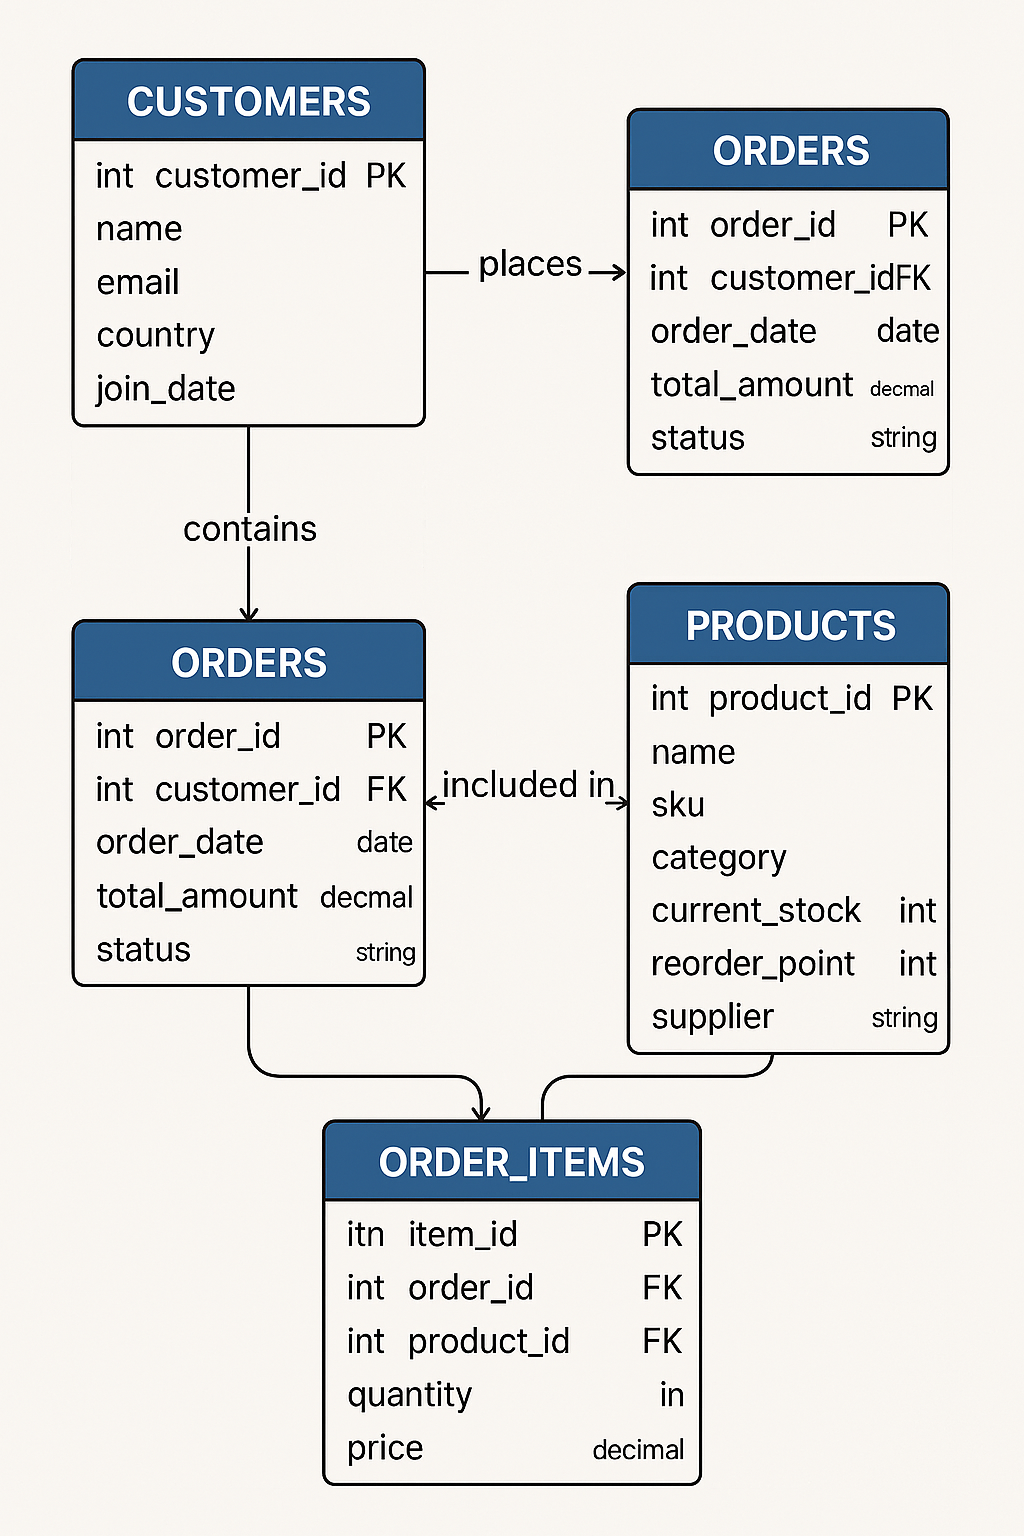 CUSTOMERS
int customer_id PK
name
email
country
join_date
places
ORDERS
int order_id PK
int customer_idFK
order_date date
total_amount decmal
status string
contains
ORDERS
int order_id PK
int customer_id FK
order_date date
total_amount decmal
status string
included in
PRODUCTS
int product_id PK
name
sku
category
current_stock int
reorder_point int
supplier string
ORDER_ITEMS
itn item_id PK
int order_id FK
int product_id FK
quantity in
price decimal